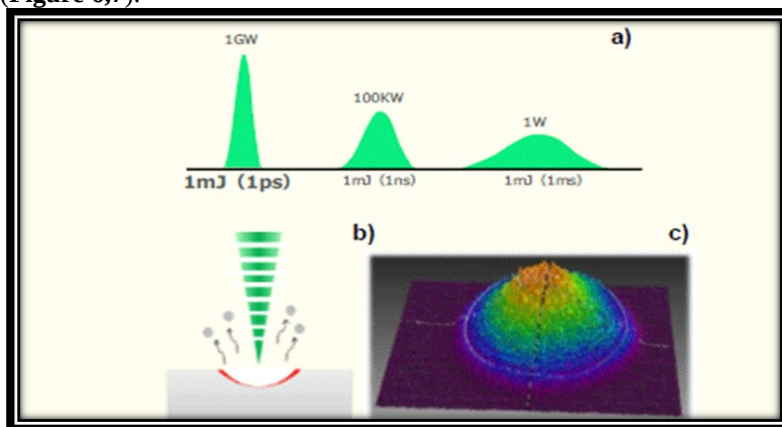 (Figure 6,7).
a)
1GW
100KW
1W
1mJ (1ps)
1mJ (1ns)
1mJ (1ms)
b)
c)